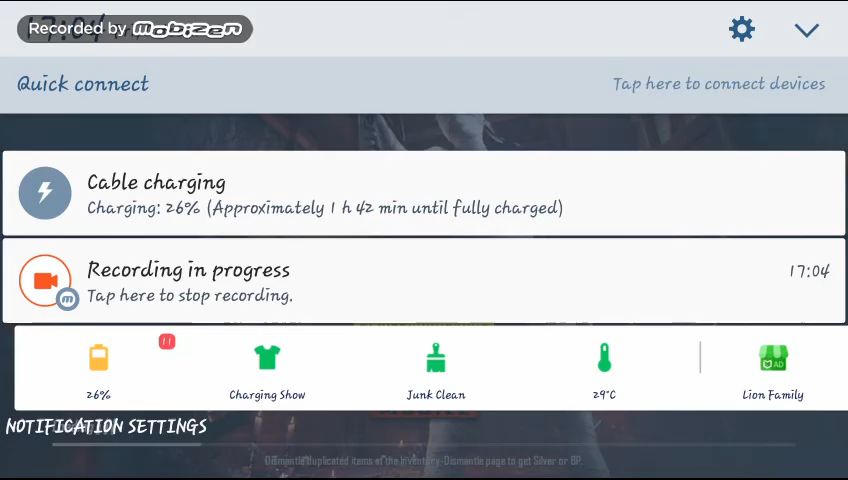 Recorded by mobizen
17:04
Quick connect
Tap here to connect devices
Cable charging
Charging: 26% (Approximately 1 h 42 min until fully charged)
Recording in progress
17:04
Tap here to stop recording.
m
!!
AD
26%
Charging Show
Junk Clean
29°C
Lion Family
NOTIFICATION SETTINGS
Dismantle duplicated items of the Inventory-Dismantle page to get Silver or BP.